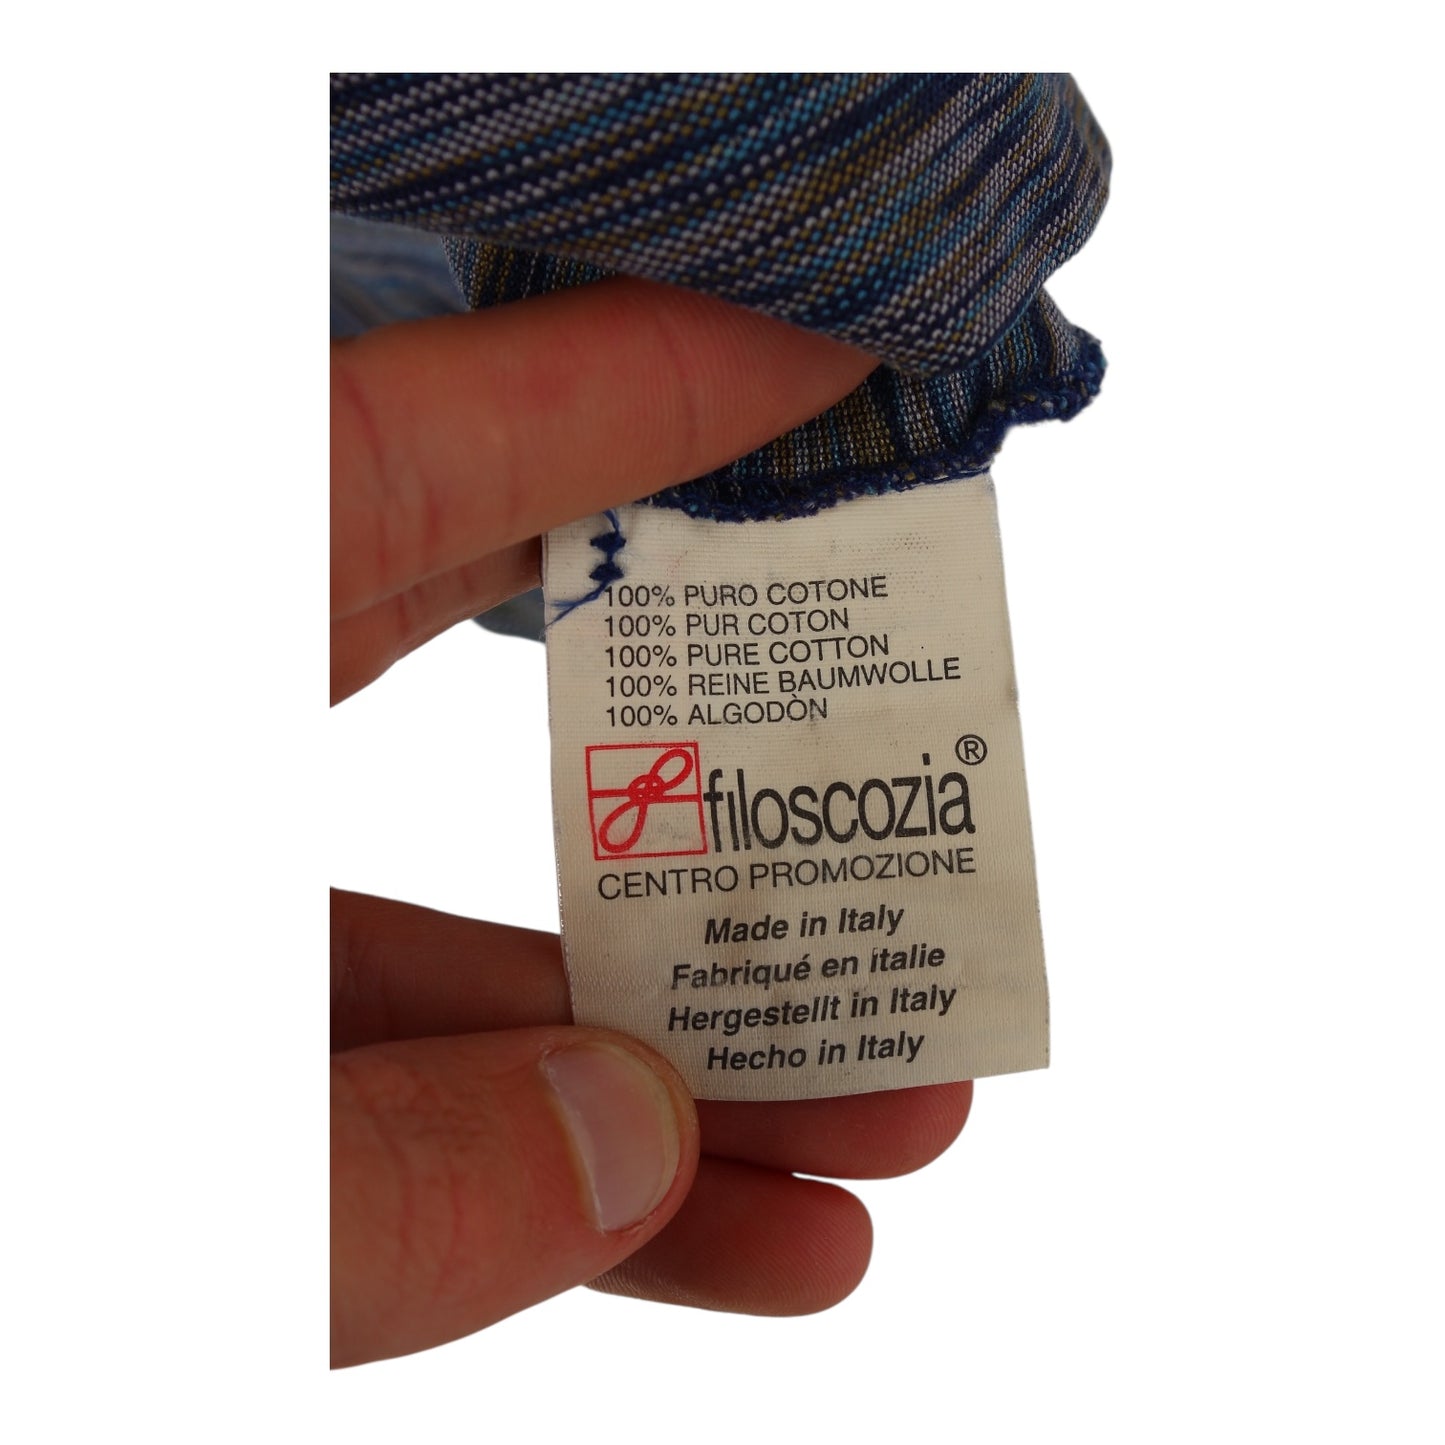 100% PURO COTONE
100% PUR COTON
100% PURE COTTON
100% REINE BAUMWOLLE
100% ALGODÒN
filoscozia®
CENTRO PROMOZIONE
Made in Italy
Fabriqué en italie
Hergestellt in Italy
Hecho in Italy